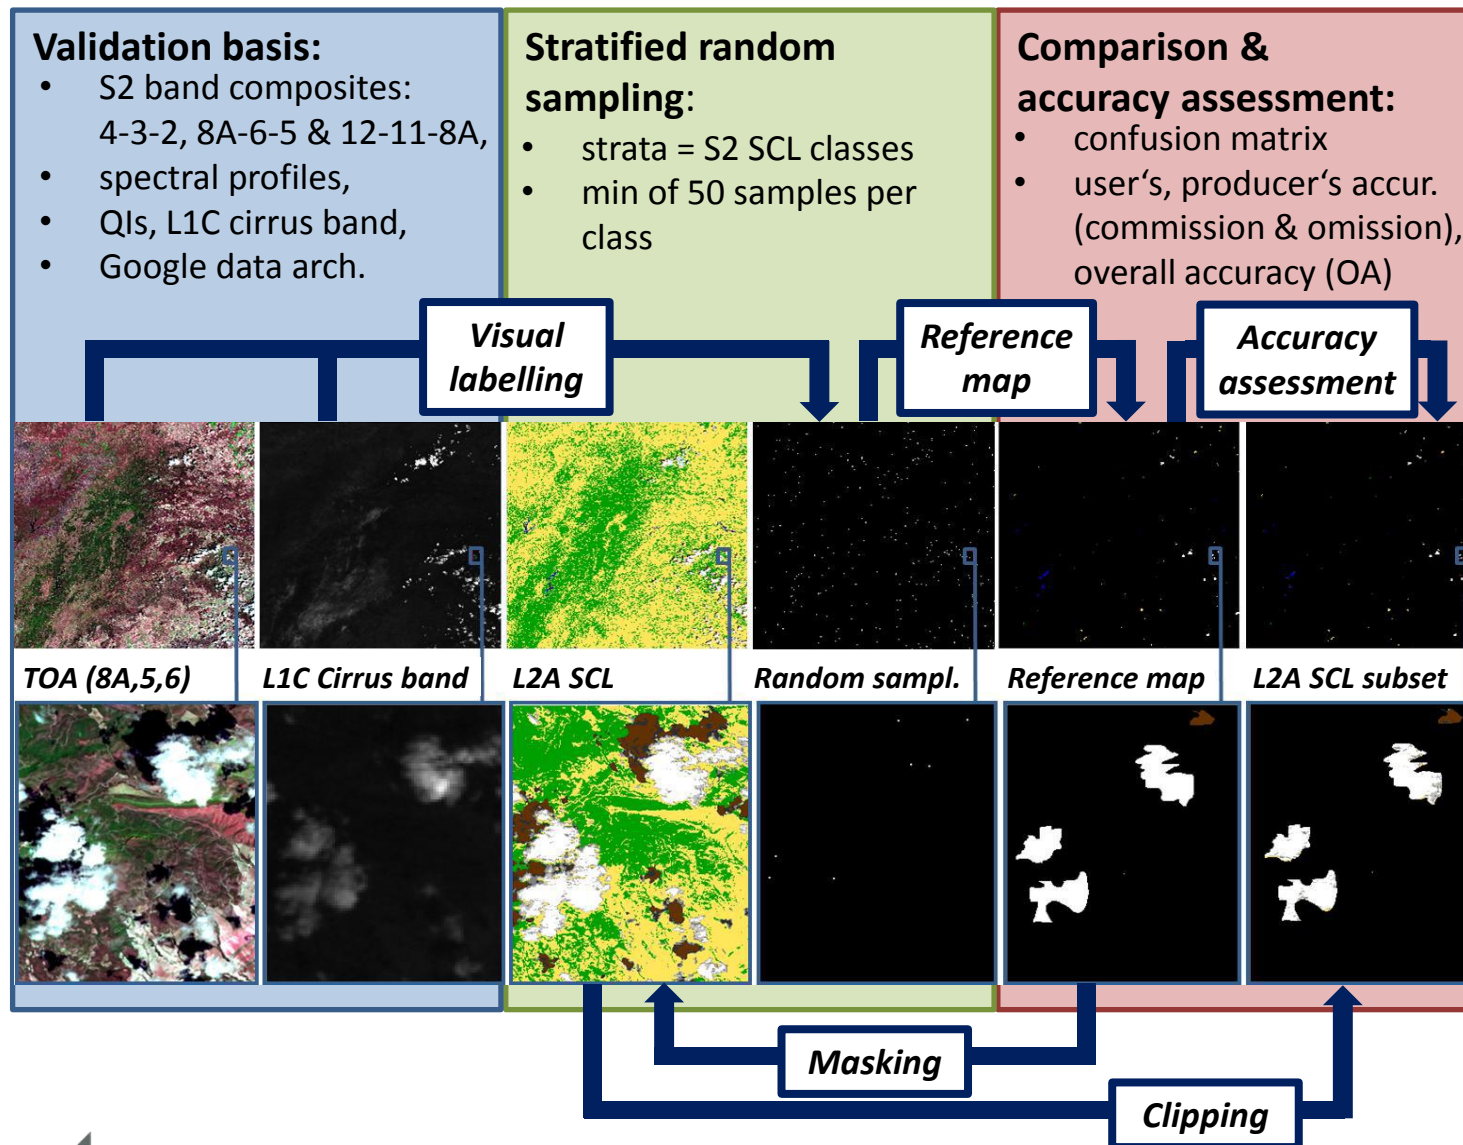 Validation basis:
• S2 band composites:
4-3-2, 8A-6-5 & 12-11-8A,
• spectral profiles,
• QIs, L1C cirrus band,
• Google data arch.
Stratified random
sampling:
• strata = S2 SCL classes
• min of 50 samples per
class
Comparison &
accuracy assessment:
• confusion matrix
• user‘s, producer‘s accur.
(commission & omission),
overall accuracy (OA)
Visual
labelling
Reference
map
Accuracy
assessment
TOA (8A,5,6)
L1C Cirrus band
L2A SCL
Random sampl.
Reference map
L2A SCL subset
Masking
Clipping